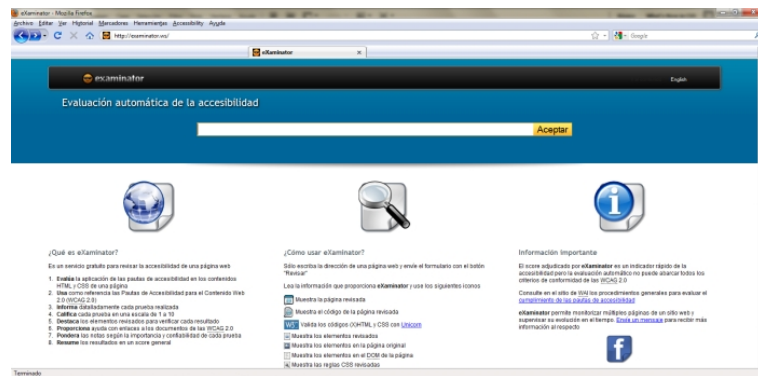 eXaminator - Mozilla Firefox
Archivo Editar Ver Historial Marcadores Herramientas Accessibility Ayuda
http://examinator.ws/
Google
eXaminator
examinator
English
Evaluación automática de la accesibilidad
Aceptar
¿Qué es eXaminator?
Es un servicio gratuito para revisar la accesibilidad de una página web
1. Evalúa la aplicación de las pautas de accesibilidad en los contenidos
HTML y CSS de una página
2. Usa como referencia las Pautas de Accesibilidad para el Contenido Web
2.0 (WCAG 2.0)
3. Informa detalladamente cada prueba realizada
4. Califica cada prueba en una escala de 1 a 10
5. Destaca los elementos revisados para verificar cada resultado
6. Proporciona ayuda con enlaces a los documentos de las WCAG 2.0
7. Pondera las notas según la importancia y confiabilidad de cada prueba
8. Resume los resultados en un score general
¿Cómo usar eXaminator?
Sólo escriba la dirección de una página web y envíe el formulario con el botón
"Revisar"
Lea la información que proporciona eXaminator y use los siguientes iconos
Muestra la página revisada
Muestra el código de la página revisada
Valida los códigos (X)HTML y CSS con Unicorn
Muestra los elementos revisados
Muestra los elementos en la página original
Muestra los elementos en el DOM de la página
Muestra las reglas CSS revisadas
Información importante
El score adjudicado por eXaminator es un indicador rápido de la
accesibilidad pero la evaluación automático no puede abarcar todos los
criterios de conformidad de las WCAG 2.0
Consulte en el sitio de WAI los procedimientos generales para evaluar el
cumplimiento de las pautas de accesibilidad
eXaminator permite monitorizar múltiples páginas de un sitio web y
supervisar su evolución en el tiempo. Envíe un mensaje para recibir más
información al respecto
Terminado